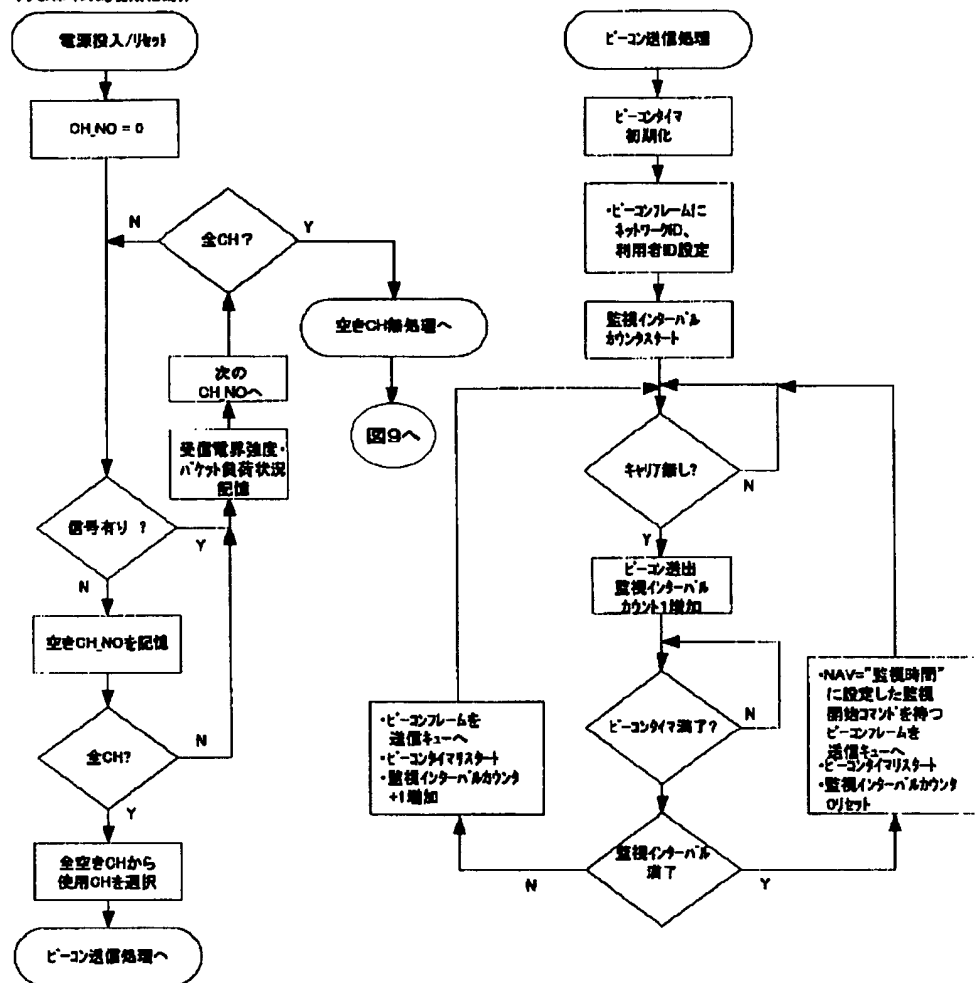 電源投入/リセット
CH_NO = 0
N
全CH?
Y
空きCH無処理へ
図9へ
次の
CH_NOへ
受信電界強度・
パケット負荷状況
記憶
信号有り ?
Y
N
空きCH_NOを記憶
全CH?
N
Y
全空きCHから
使用CHを選択
ビーコン送信処理へ
ビーコン送信処理
ビーコンタイマ
初期化
・ビーコンフレームに
ネットワークID、
利用者ID設定
監視インターバル
カウンタスタート
キャリア無し?
N
Y
ビーコン送出
監視インターバル
カウント1増加
ビーコンタイマ満了?
N
・ビーコンフレームを
送信キューへ
・ビーコンタイマリスタート
・監視インターバルカウンタ
+1増加
・NAV="監視時間"
に設定した監視
開始コマンドを持つ
ビーコンフレームを
送信キューへ
・ビーコンタイマリスタート
・監視インターバルカウンタ
0リセット
監視インターバル
満了
N
Y